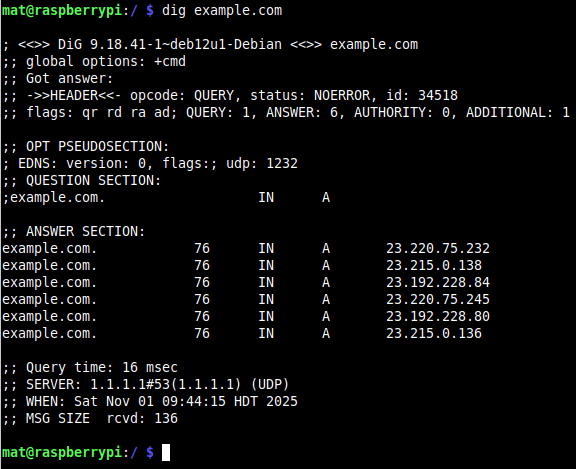 mat@raspberrypi:/ $ dig example.com
; <<>> DiG 9.18.41-1~deb12u1-Debian <<>> example.com
;; global options: +cmd
;; Got answer:
;; ->>HEADER<<- opcode: QUERY, status: NOERROR, id: 34518
;; flags: qr rd ra ad; QUERY: 1, ANSWER: 6, AUTHORITY: 0, ADDITIONAL: 1
;; OPT PSEUDOSECTION:
; EDNS: version: 0, flags:; udp: 1232
;; QUESTION SECTION:
;example.com. IN A
;; ANSWER SECTION:
example.com. 76 IN A 23.220.75.232
example.com. 76 IN A 23.215.0.138
example.com. 76 IN A 23.192.228.84
example.com. 76 IN A 23.220.75.245
example.com. 76 IN A 23.192.228.80
example.com. 76 IN A 23.215.0.136
;; Query time: 16 msec
;; SERVER: 1.1.1.1#53(1.1.1.1) (UDP)
;; WHEN: Sat Nov 01 09:44:15 HDT 2025
;; MSG SIZE  rcvd: 136
mat@raspberrypi:/ $